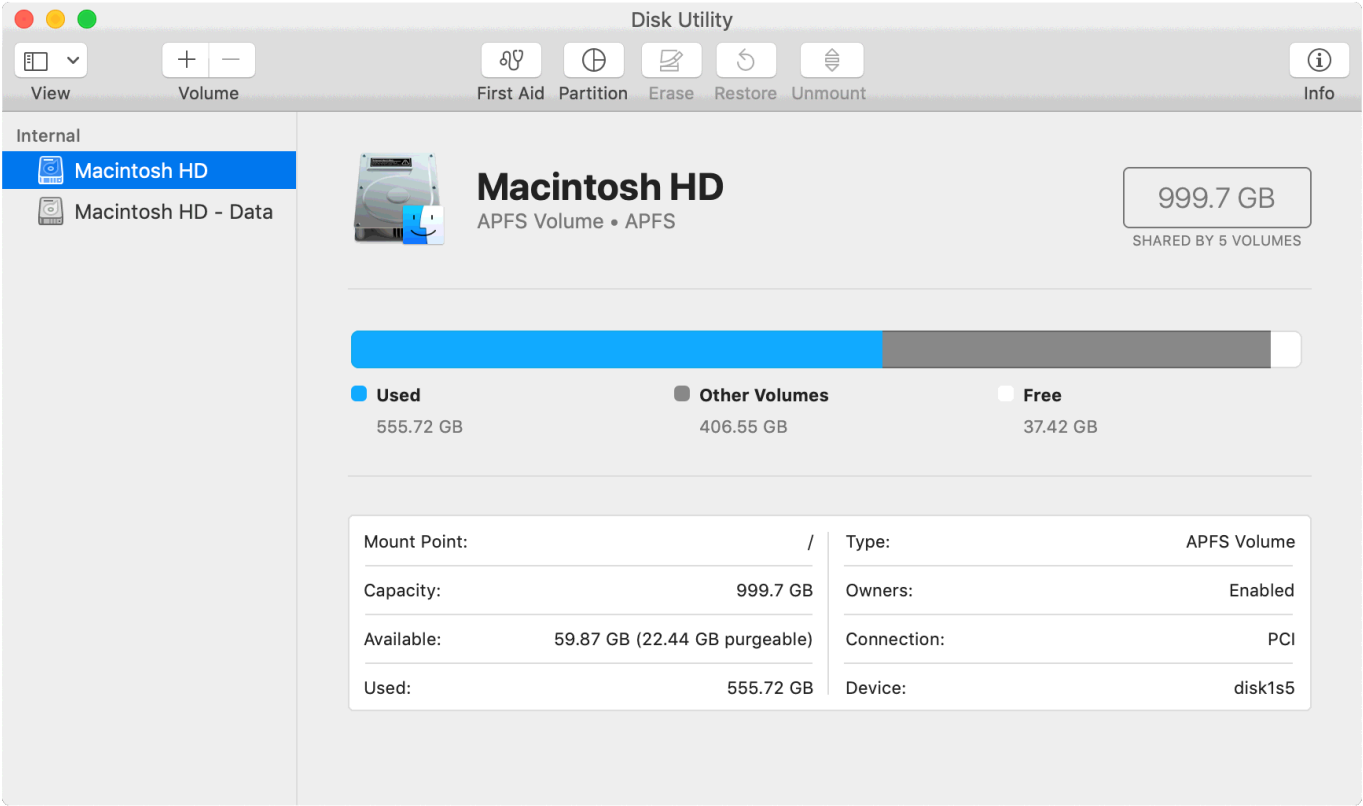 Disk Utility
View
Volume
First Aid
Partition
Erase
Restore
Unmount
Info
Internal
Macintosh HD
Macintosh HD - Data
Macintosh HD
APFS Volume • APFS
999.7 GB
SHARED BY 5 VOLUMES
Used
555.72 GB
Other Volumes
406.55 GB
Free
37.42 GB
Mount Point: /
Capacity: 999.7 GB
Available: 59.87 GB (22.44 GB purgeable)
Used: 555.72 GB
Type: APFS Volume
Owners: Enabled
Connection: PCI
Device: disk1s5